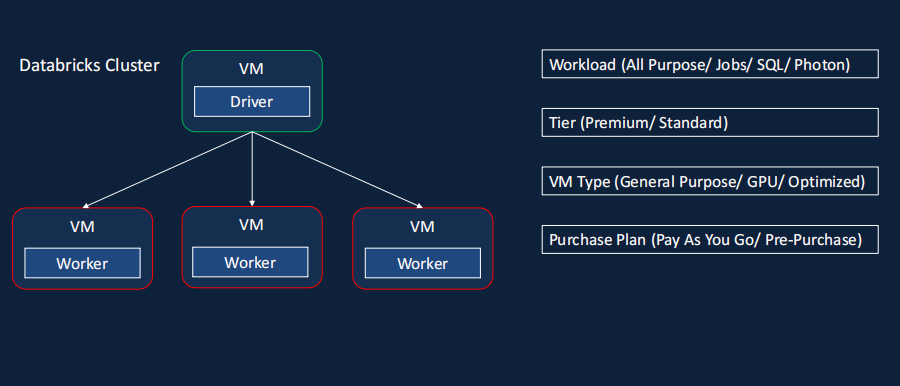 Databricks Cluster
VM
Driver
VM
Worker
VM
Worker
VM
Worker
Workload (All Purpose/ Jobs/ SQL/ Photon)
Tier (Premium/ Standard)
VM Type (General Purpose/ GPU/ Optimized)
Purchase Plan (Pay As You Go/ Pre-Purchase)